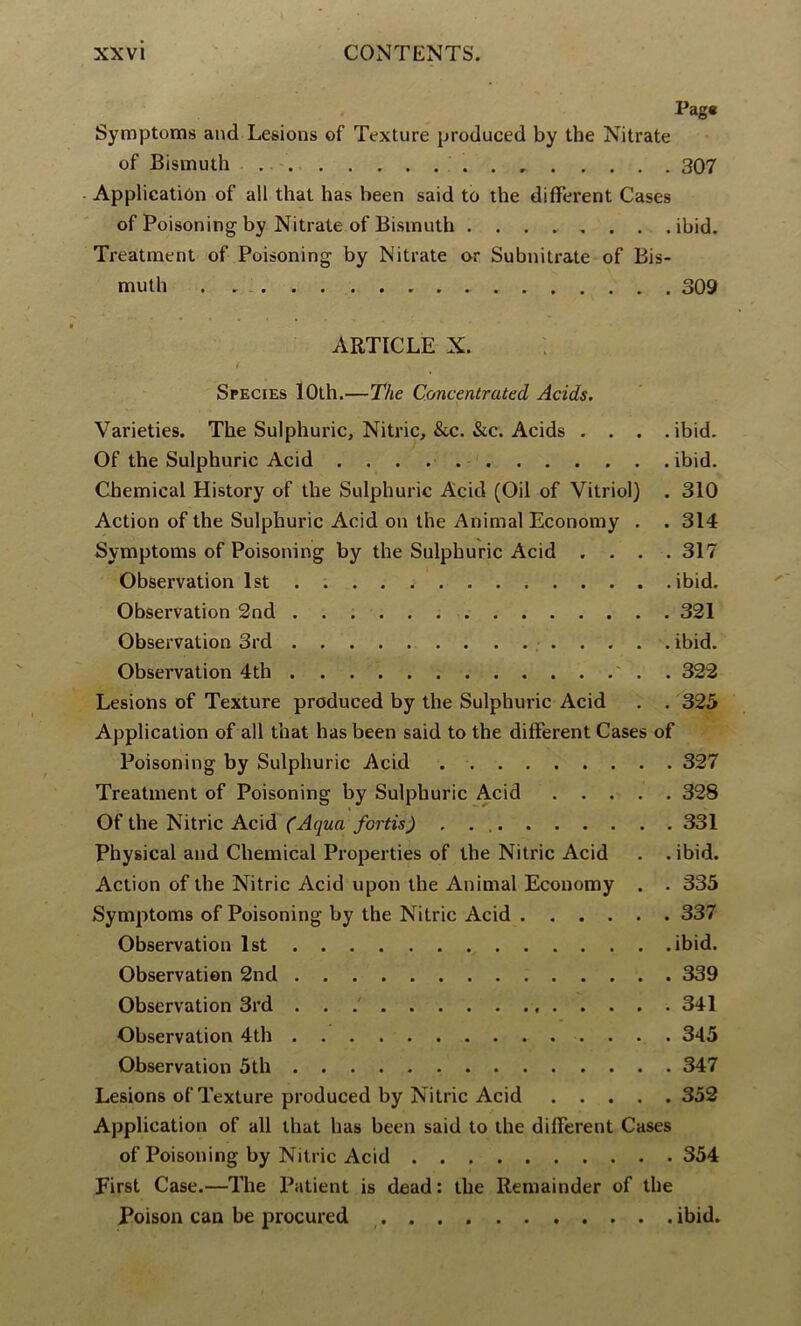 xxvi CONTENTS.
Page
Symptoms and Lesions of Texture produced by the Nitrate
of Bismuth . . . . . . . . . . . . . . . 307
Application of all that has been said to the different Cases
of Poisoning by Nitrate of Bismuth . . . . . . . . ibid.
Treatment of Poisoning by Nitrate or Subnitrate of Bis-
muth . . . . . . . . . . . . . . . . . 309
ARTICLE X.
Species 10th.—The Concentrated Acids.
Varieties. The Sulphuric, Nitric, &c. &c. Acids . . . . ibid.
Of the Sulphuric Acid . . . . . . . . . . . . ibid.
Chemical History of the Sulphuric Acid (Oil of Vitriol) . 310
Action of the Sulphuric Acid on the Animal Economy . . 314
Symptoms of Poisoning by the Sulphuric Acid . . . . 317
Observation 1st . . . . . . . . . . . . . . ibid.
Observation 2nd . . . . . . . . . . . . . . 321
Observation 3rd . . . . . . . . . . . . . . ibid.
Observation 4th . . . . . . . . . . . . . . 322
Lesions of Texture produced by the Sulphuric Acid . . 325
Application of all that has been said to the different Cases of
Poisoning by Sulphuric Acid . . . . . . . . . 327
Treatment of Poisoning by Sulphuric Acid . . . . . 328
Of the Nitric Acid (Aqua fortis) . . . . . . . . . . 331
Physical and Chemical Properties of the Nitric Acid . . ibid.
Action of the Nitric Acid upon the Animal Economy . . 335
Symptoms of Poisoning by the Nitric Acid . . . . . . 337
Observation 1st . . . . . . . . . . . . . . ibid.
Observation 2nd . . . . . . . . . . . . . . 339
Observation 3rd . . . . . . . . . . . . . . 341
Observation 4th . . . . . . . . . . . . . . 345
Observation 5th . . . . . . . . . . . . . . 347
Lesions of Texture produced by Nitric Acid . . . . . 352
Application of all that has been said to the different Cases
of Poisoning by Nitric Acid . . . . . . . . . . 354
First Case.—The Patient is dead: the Remainder of the
Poison can be procured . . . . . . . . . . . ibid.